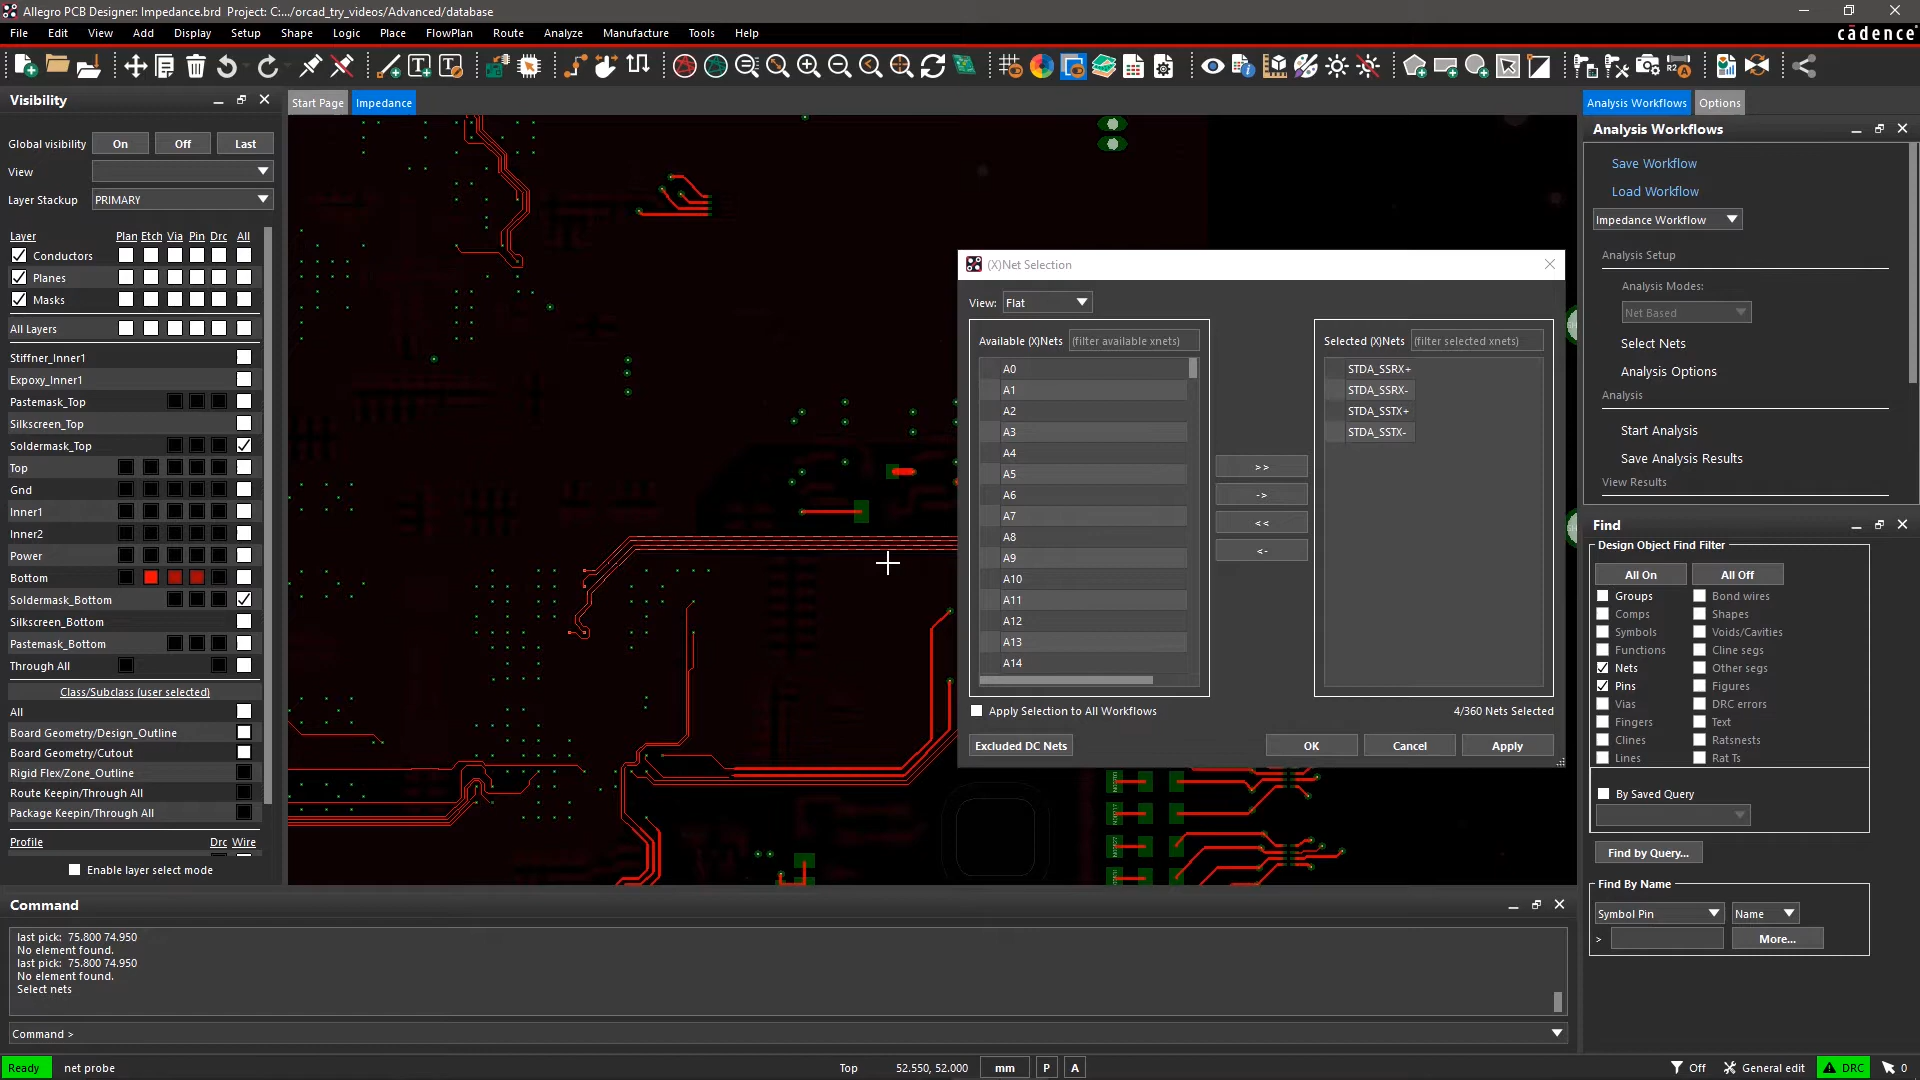 Allegro PCB Designer: Impedance.brd  Project: C:.../orcad_try_videos/Advanced/database
File Edit View Add Display Setup Shape Logic Place FlowPlan Route Analyze Manufacture Tools Help
cādence
Visibility
Global visibility On Off Last
View
Layer Stackup PRIMARY
Layer Plan Etch Via Pin Drc All
Conductors
Planes
Masks
All Layers
Stiffner_Inner1
Expoxy_Inner1
Pastemask_Top
Silkscreen_Top
Soldermask_Top
Top
Gnd
Inner1
Inner2
Power
Bottom
Soldermask_Bottom
Silkscreen_Bottom
Pastemask_Bottom
Through All
Class/Subclass (user selected)
All
Board Geometry/Design_Outline
Board Geometry/Cutout
Rigid Flex/Zone_Outline
Route Keepin/Through All
Package Keepin/Through All
Profile Drc Wire
Enable layer select mode
Start Page Impedance
(X)Net Selection
View: Flat
Available (X)Nets (filter available xnets)
A0
A1
A2
A3
A4
A5
A6
A7
A8
A9
A10
A11
A12
A13
A14
>>
->
<<
<-
Selected (X)Nets (filter selected xnets)
STDA_SSRX+
STDA_SSRX-
STDA_SSTX+
STDA_SSTX-
Apply Selection to All Workflows
4/360 Nets Selected
Excluded DC Nets OK Cancel Apply
Analysis Workflows Options
Analysis Workflows
Save Workflow
Load Workflow
Impedance Workflow
Analysis Setup
Analysis Modes:
Net Based
Select Nets
Analysis Options
Analysis
Start Analysis
Save Analysis Results
View Results
Find
Design Object Find Filter
All On All Off
Groups Bond wires
Comps Shapes
Symbols Voids/Cavities
Functions Cline segs
Nets Other segs
Pins Figures
Vias DRC errors
Fingers Text
Clines Ratsnests
Lines Rat Ts
By Saved Query
Find by Query...
Find By Name
Symbol Pin Name
> More...
Command
last pick:  75.800 74.950
No element found.
last pick:  75.800 74.950
No element found.
Select nets
Command >
Ready net probe Top 52.550, 52.000 mm P A Off General edit DRC 0